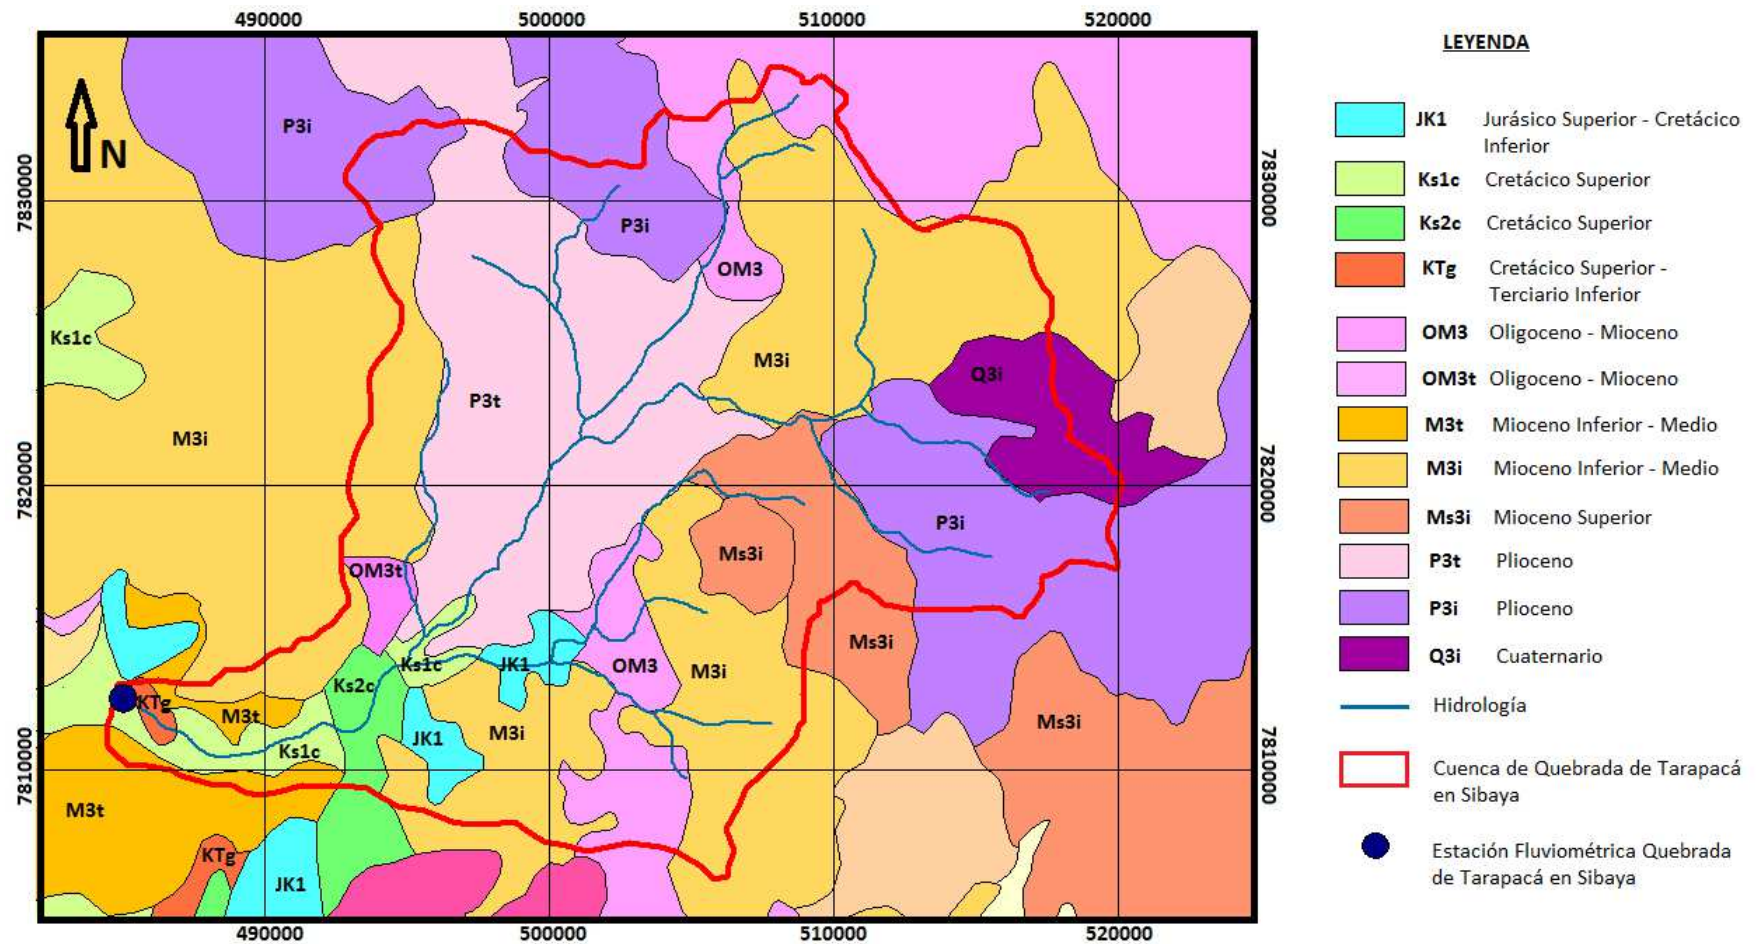 490000
500000
510000
520000
LEYENDA
JK1 Jurásico Superior - Cretácico
Inferior
Ks1c Cretácico Superior
Ks2c Cretácico Superior
KTg Cretácico Superior -
Terciario Inferior
OM3 Oligoceno - Mioceno
OM3t Oligoceno - Mioceno
M3t Mioceno Inferior - Medio
M3i Mioceno Inferior - Medio
Ms3i Mioceno Superior
P3t Plioceno
P3i Plioceno
Q3i Cuaternario
Hidrología
Cuenca de Quebrada de Tarapacá
en Sibaya
Estación Fluviométrica Quebrada
de Tarapacá en Sibaya
N
P3i
7830000
7830000
P3i
OM3
Ks1c
M3i
Q3i
P3t
M3i
7820000
7820000
P3i
Ms3i
OM3t
Ms3i
Ks1c
JK1
OM3
M3i
Ks2c
KTg
M3t
Ms3i
M3i
JK1
Ks1c
7810000
7810000
M3t
KTg
JK1
490000
500000
510000
520000